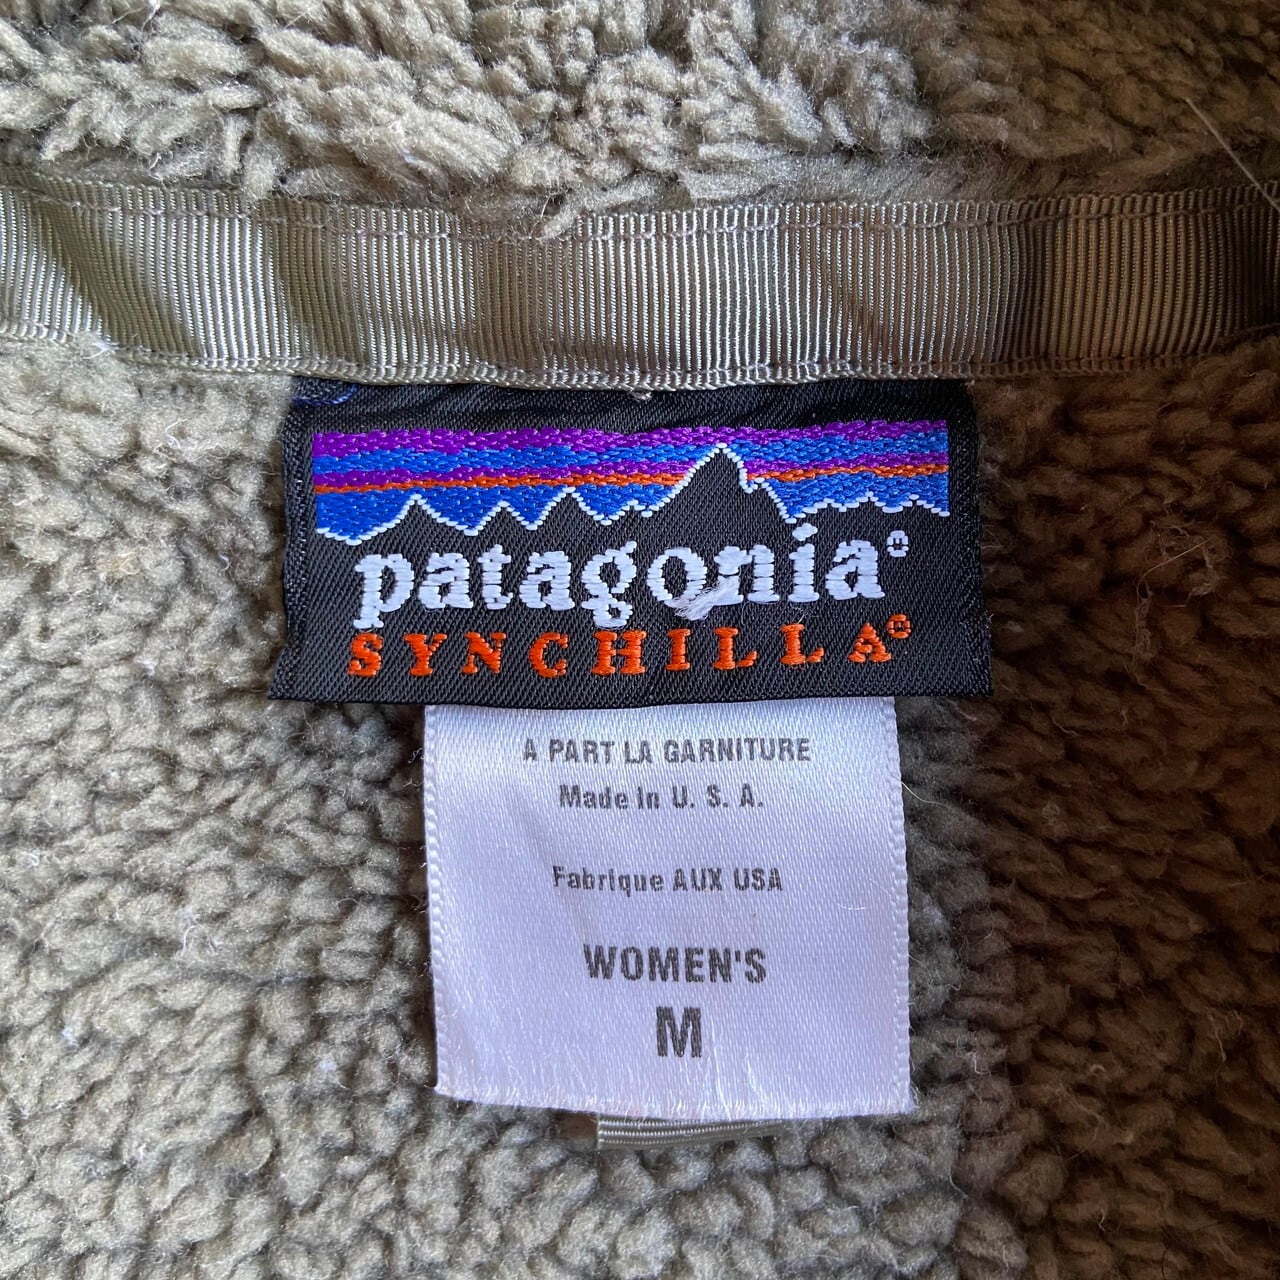 patagonia®
SYNCHILLA®
A PART LA GARNITURE
Made in U. S. A.
Fabrique AUX USA
WOMEN'S
M